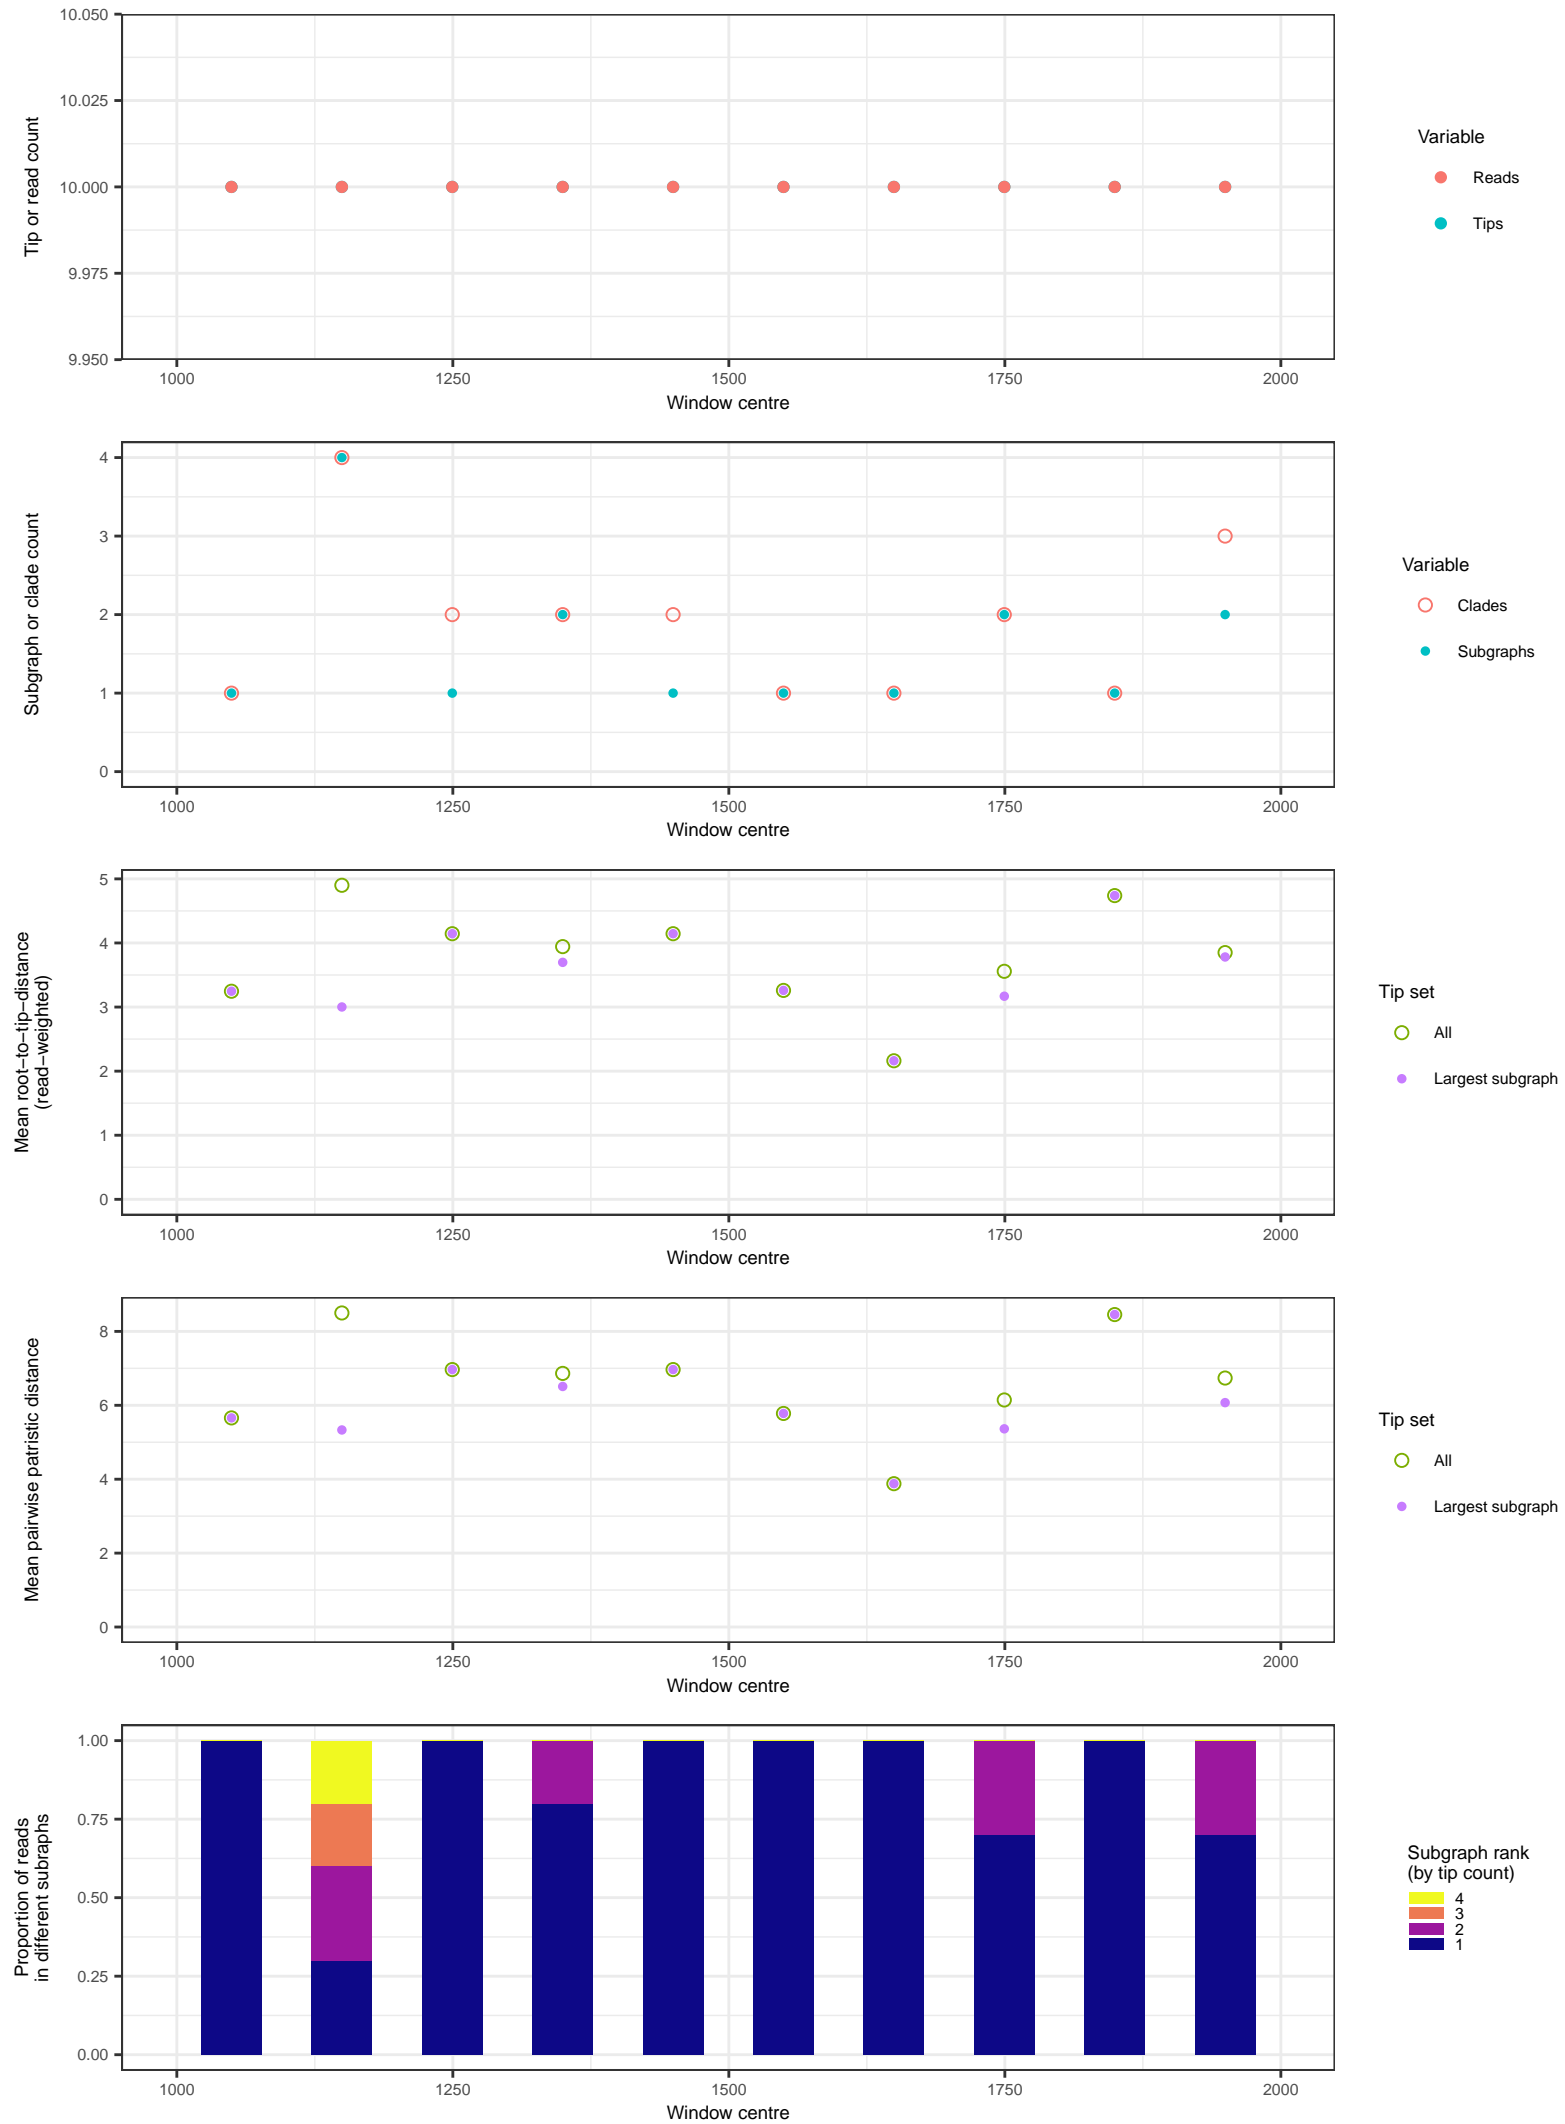 10.050
10.025
10.000
9.975
9.950
Tip or read count
1000 1250 1500 1750 2000
Window centre
Variable
Reads
Tips
4
3
2
1
0
Subgraph or clade count
1000 1250 1500 1750 2000
Window centre
Variable
Clades
Subgraphs
5
4
3
2
1
0
Mean root−to−tip−distance
(read−weighted)
1000 1250 1500 1750 2000
Window centre
Tip set
All
Largest subgraph
8
6
4
2
0
Mean pairwise patristic distance
1000 1250 1500 1750 2000
Window centre
Tip set
All
Largest subgraph
1.00
0.75
0.50
0.25
0.00
Proportion of reads
in different subraphs
1000 1250 1500 1750 2000
Window centre
Subgraph rank
(by tip count)
4
3
2
1